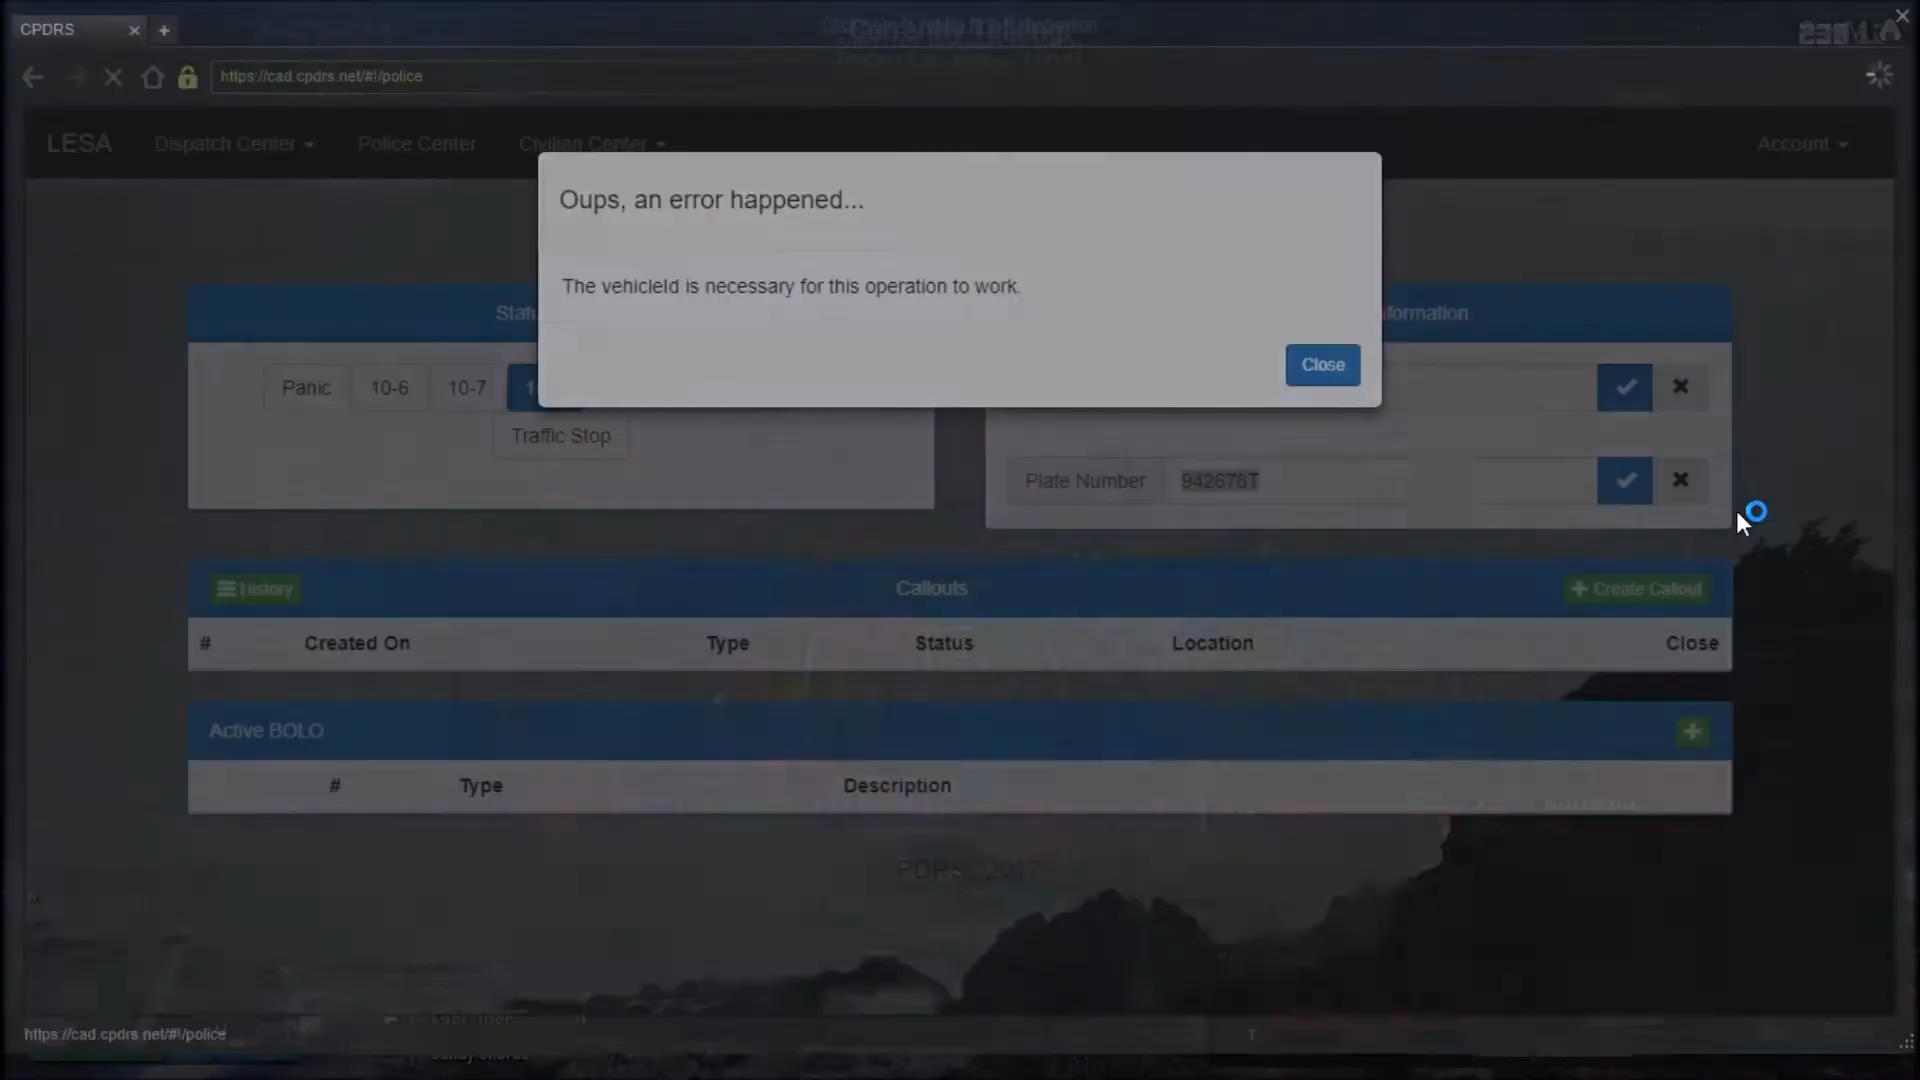 CPDRS
https://cad.cpdrs.net/#!/police
LESA Dispatch Center Police Center Civilian Center Account
Oups, an error happened...
The vehicleId is necessary for this operation to work.
Close
Panic 10-6 10-7
Traffic Stop
Plate Number 942678T
History Callouts Create Callout
# Created On Type Status Location Close
Active BOLO
# Type Description
2017
https://cad.cpdrs.net/#!/police